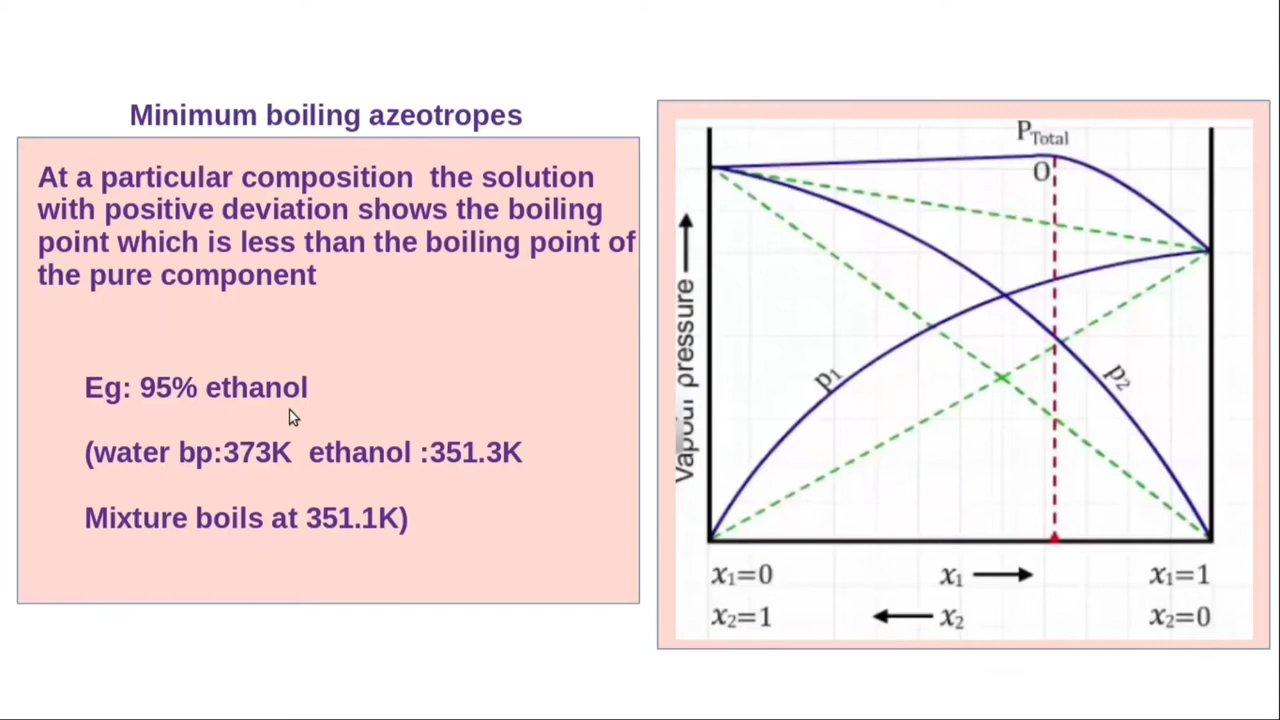 Minimum boiling azeotropes
At a particular composition  the solution
with positive deviation shows the boiling
point which is less than the boiling point of
the pure component
Eg: 95% ethanol
(water bp:373K  ethanol :351.3K
Mixture boils at 351.1K)
P_Total
O
Vapour pressure
p₁
p₂
x₁=0
x₁
x₁=1
x₂=1
x₂
x₂=0